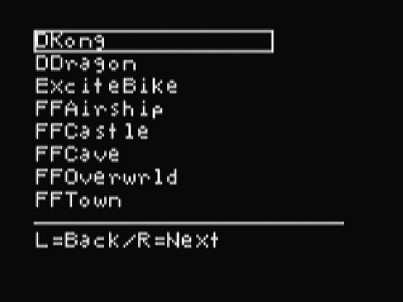 DKong
DDragon
ExciteBike
FFAirship
FFCastle
FFCave
FFOverwrld
FFTown
L=Back/R=Next